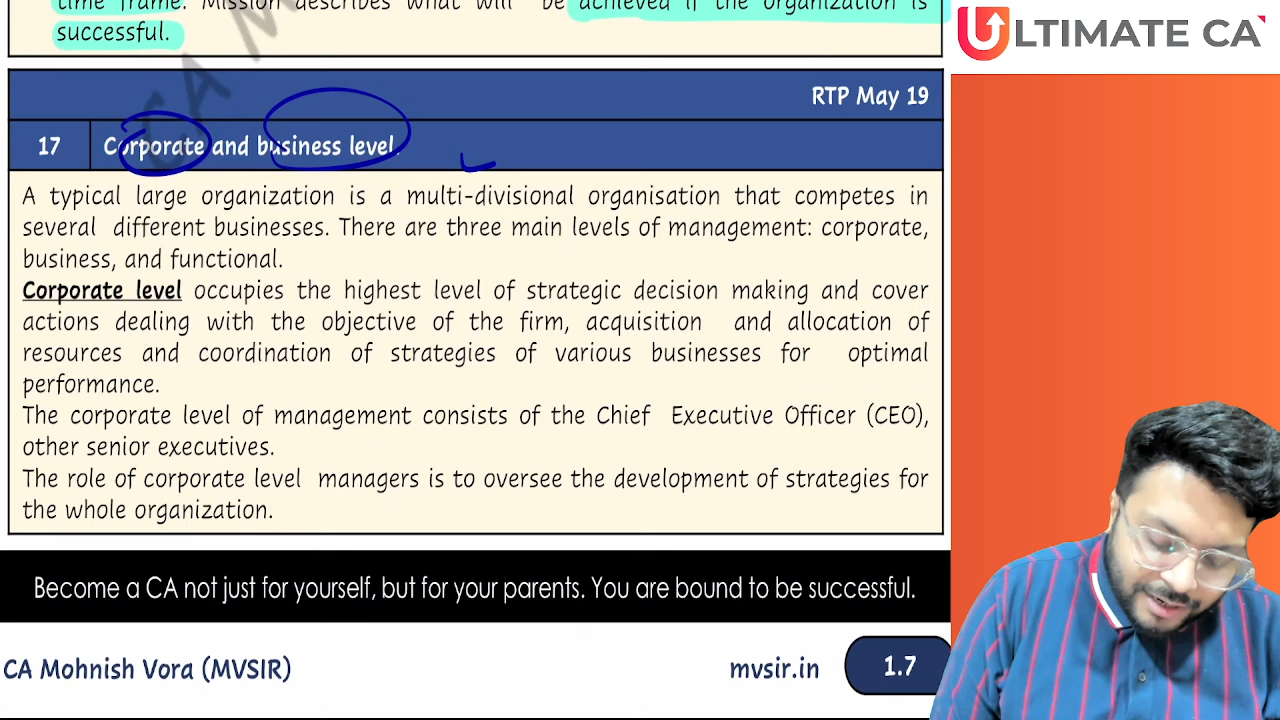 time frame. Mission describes what will be achieved if the organization is
successful.
ULTIMATE CA
RTP May 19
17 Corporate and business level.
A typical large organization is a multi-divisional organisation that competes in
several different businesses. There are three main levels of management: corporate,
business, and functional.
Corporate level occupies the highest level of strategic decision making and cover
actions dealing with the objective of the firm, acquisition and allocation of
resources and coordination of strategies of various businesses for optimal
performance.
The corporate level of management consists of the Chief Executive Officer (CEO),
other senior executives.
The role of corporate level managers is to oversee the development of strategies for
the whole organization.
Become a CA not just for yourself, but for your parents. You are bound to be successful.
CA Mohnish Vora (MVSIR)
mvsir.in
1.7
CA M